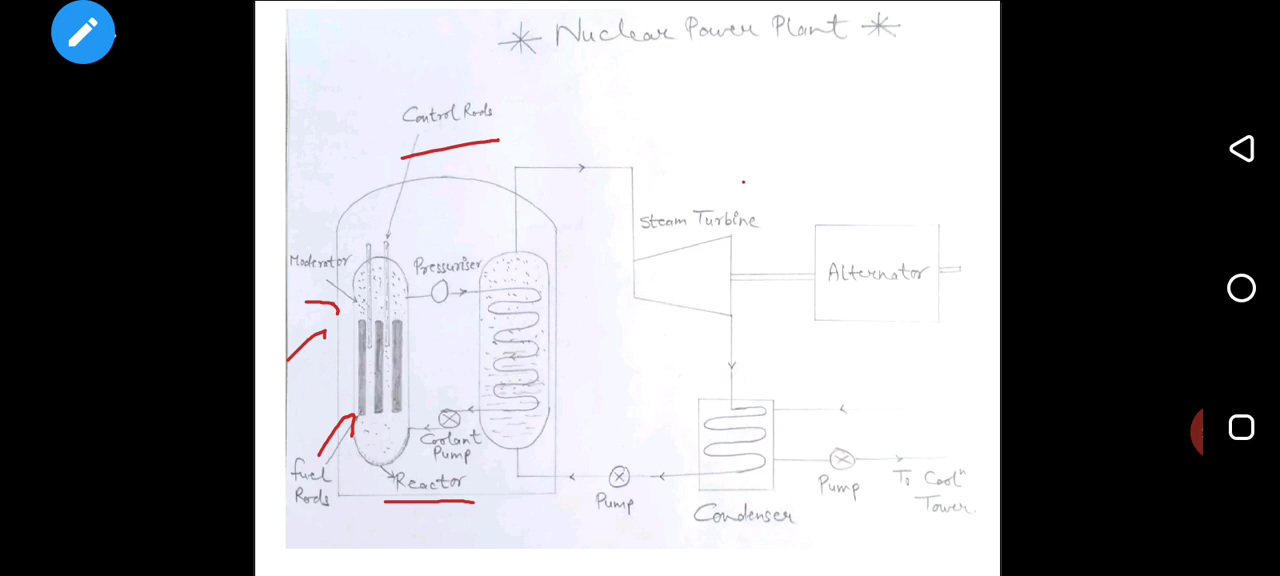 * Nuclear Power Plant *
Control Rods
Steam Turbine
Moderator
Pressuriser
Alternator
Coolant
Pump
fuel
Rods
Reactor
Pump
Condenser
Pump
To Coolⁿ
Tower.